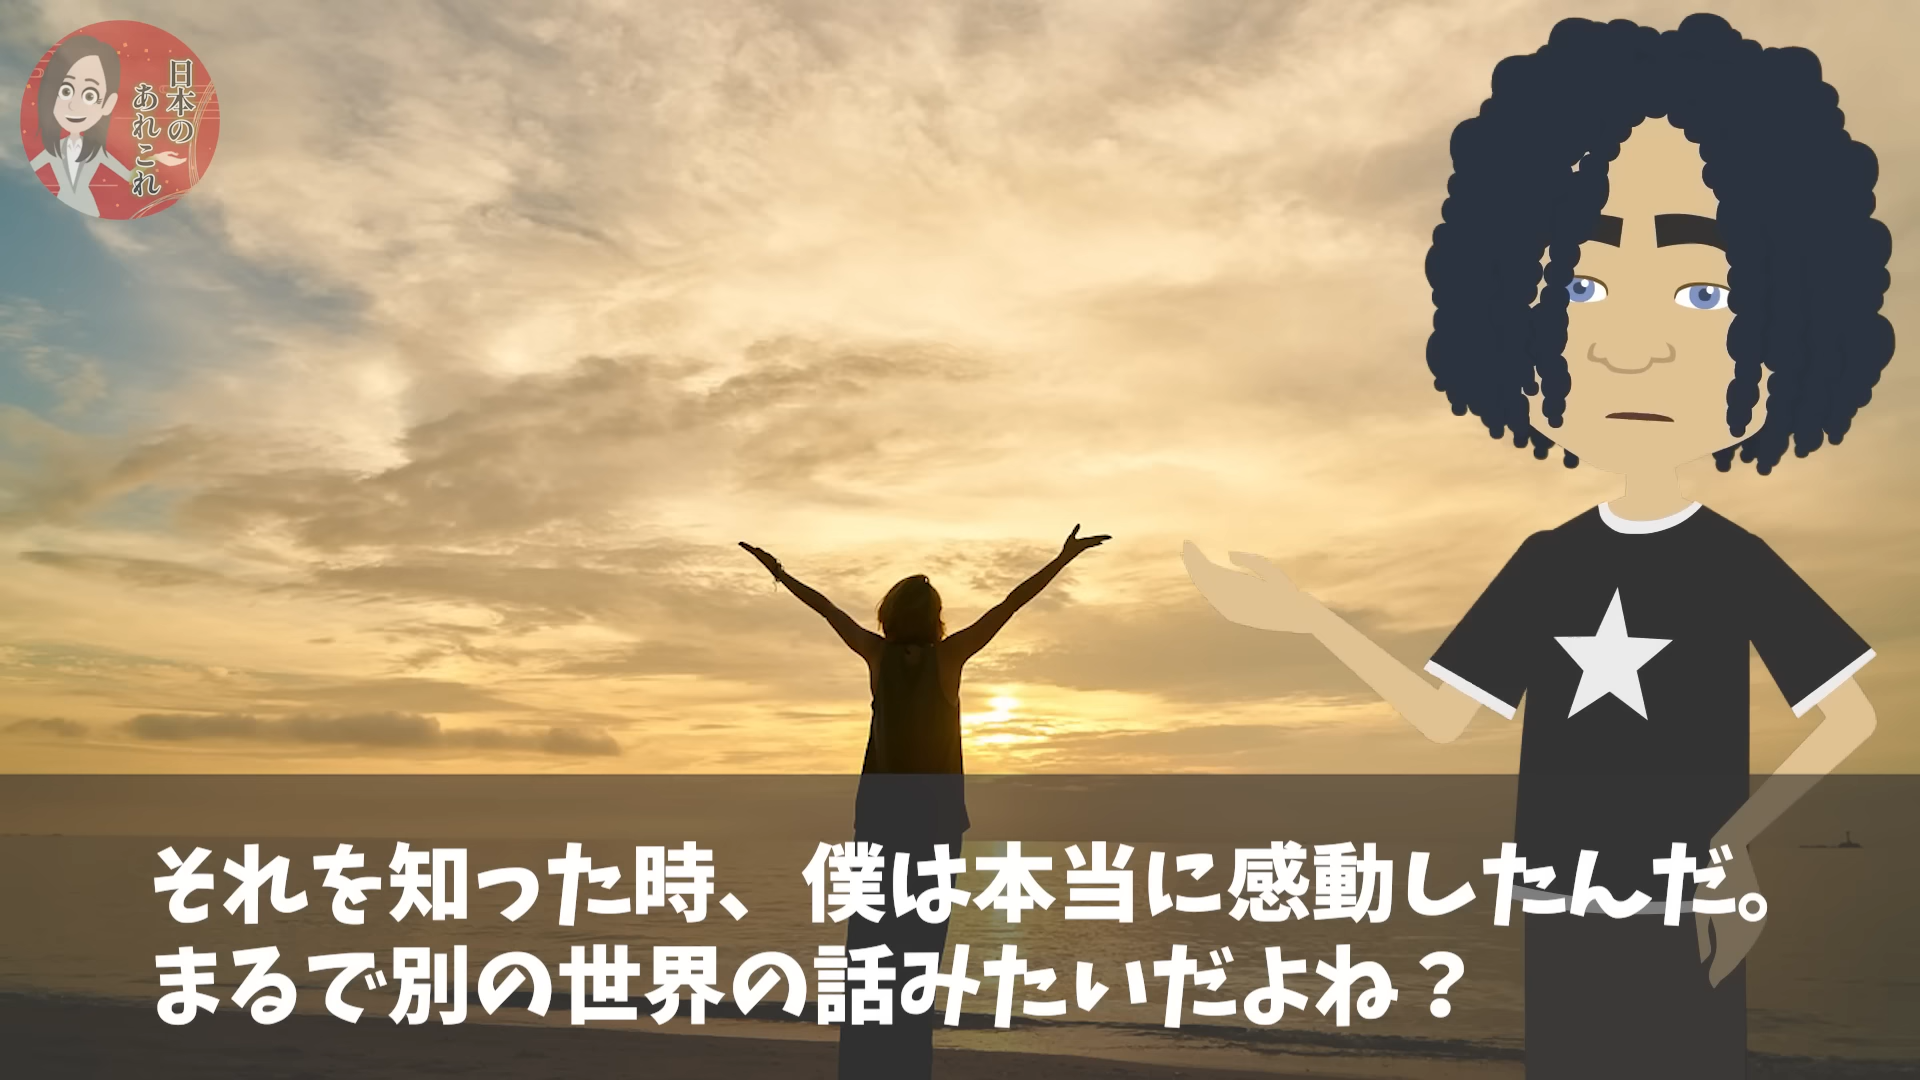 日本の
あれこれ
それを知った時、僕は本当に感動したんだ。
まるで別の世界の話みたいだよね？